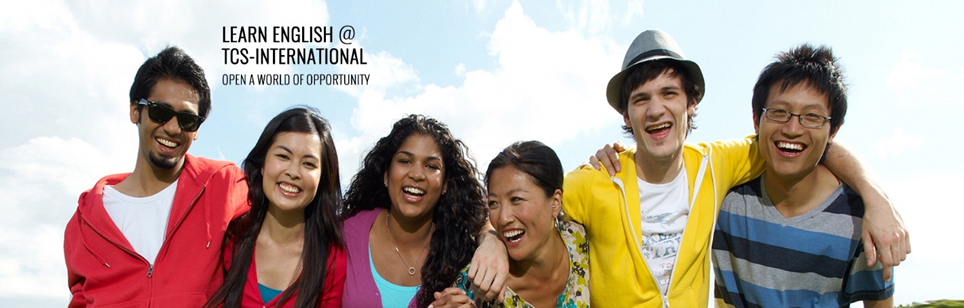 LEARN ENGLISH @
TCS-INTERNATIONAL
OPEN A WORLD OF OPPORTUNITY